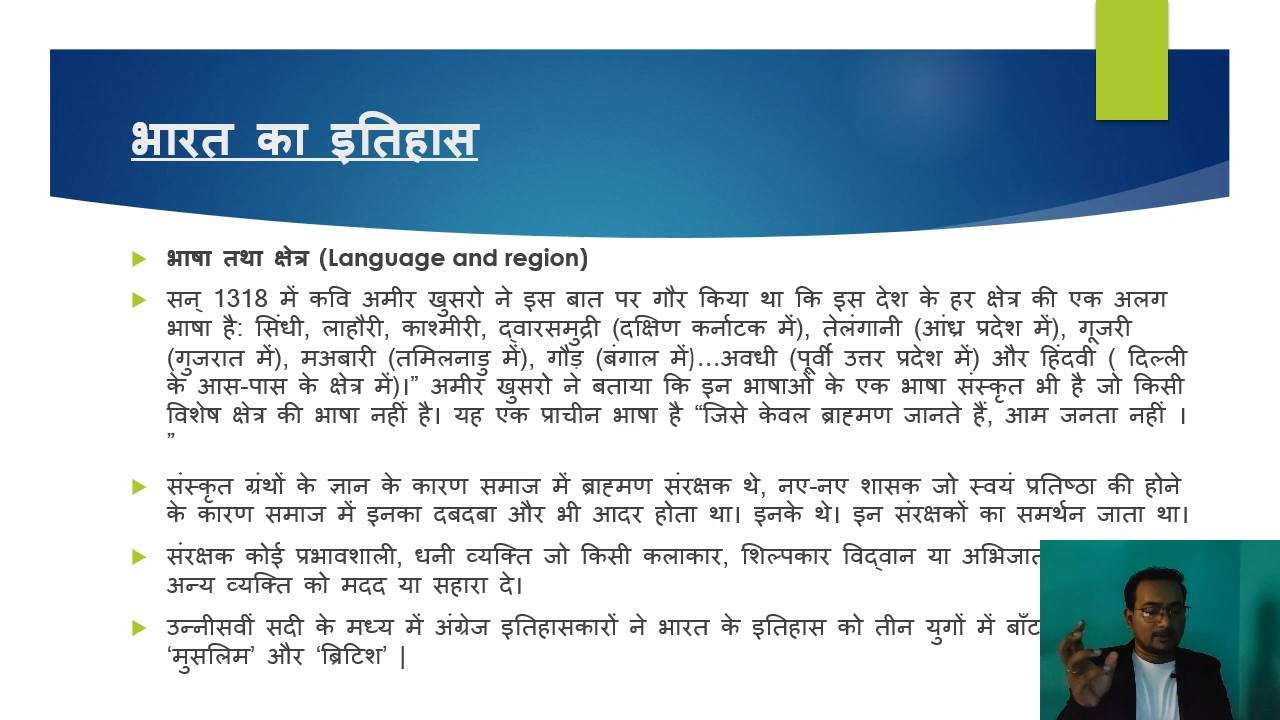 भारत का इतिहास
भाषा तथा क्षेत्र (Language and region)
सन् 1318 में कवि अमीर खुसरो ने इस बात पर गौर किया था कि इस देश के हर क्षेत्र की एक अलग
भाषा है: सिंधी, लाहौरी, काश्मीरी, द्वारसमुद्री (दक्षिण कर्नाटक में), तेलंगानी (आंध्र प्रदेश में), गूजरी
(गुजरात में), मअबारी (तमिलनाडु में), गौड़ (बंगाल में)…अवधी (पूर्वी उत्तर प्रदेश में) और हिंदवी ( दिल्ली
के आस-पास के क्षेत्र में)।” अमीर खुसरो ने बताया कि इन भाषाओं के एक भाषा संस्कृत भी है जो किसी
विशेष क्षेत्र की भाषा नहीं है। यह एक प्राचीन भाषा है “जिसे केवल ब्राह्मण जानते हैं, आम जनता नहीं ।
”
संस्कृत ग्रंथों के ज्ञान के कारण समाज में ब्राह्मण संरक्षक थे, नए-नए शासक जो स्वयं प्रतिष्ठा की होने
के कारण समाज में इनका दबदबा और भी आदर होता था। इनके थे। इन संरक्षकों का समर्थन जाता था।
संरक्षक कोई प्रभावशाली, धनी व्यक्ति जो किसी कलाकार, शिल्पकार विद्वान या अभिजात
अन्य व्यक्ति को मदद या सहारा दे।
उन्नीसवीं सदी के मध्य में अंग्रेज इतिहासकारों ने भारत के इतिहास को तीन युगों में बाँट
‘मुसलिम’ और ‘ब्रिटिश’ |